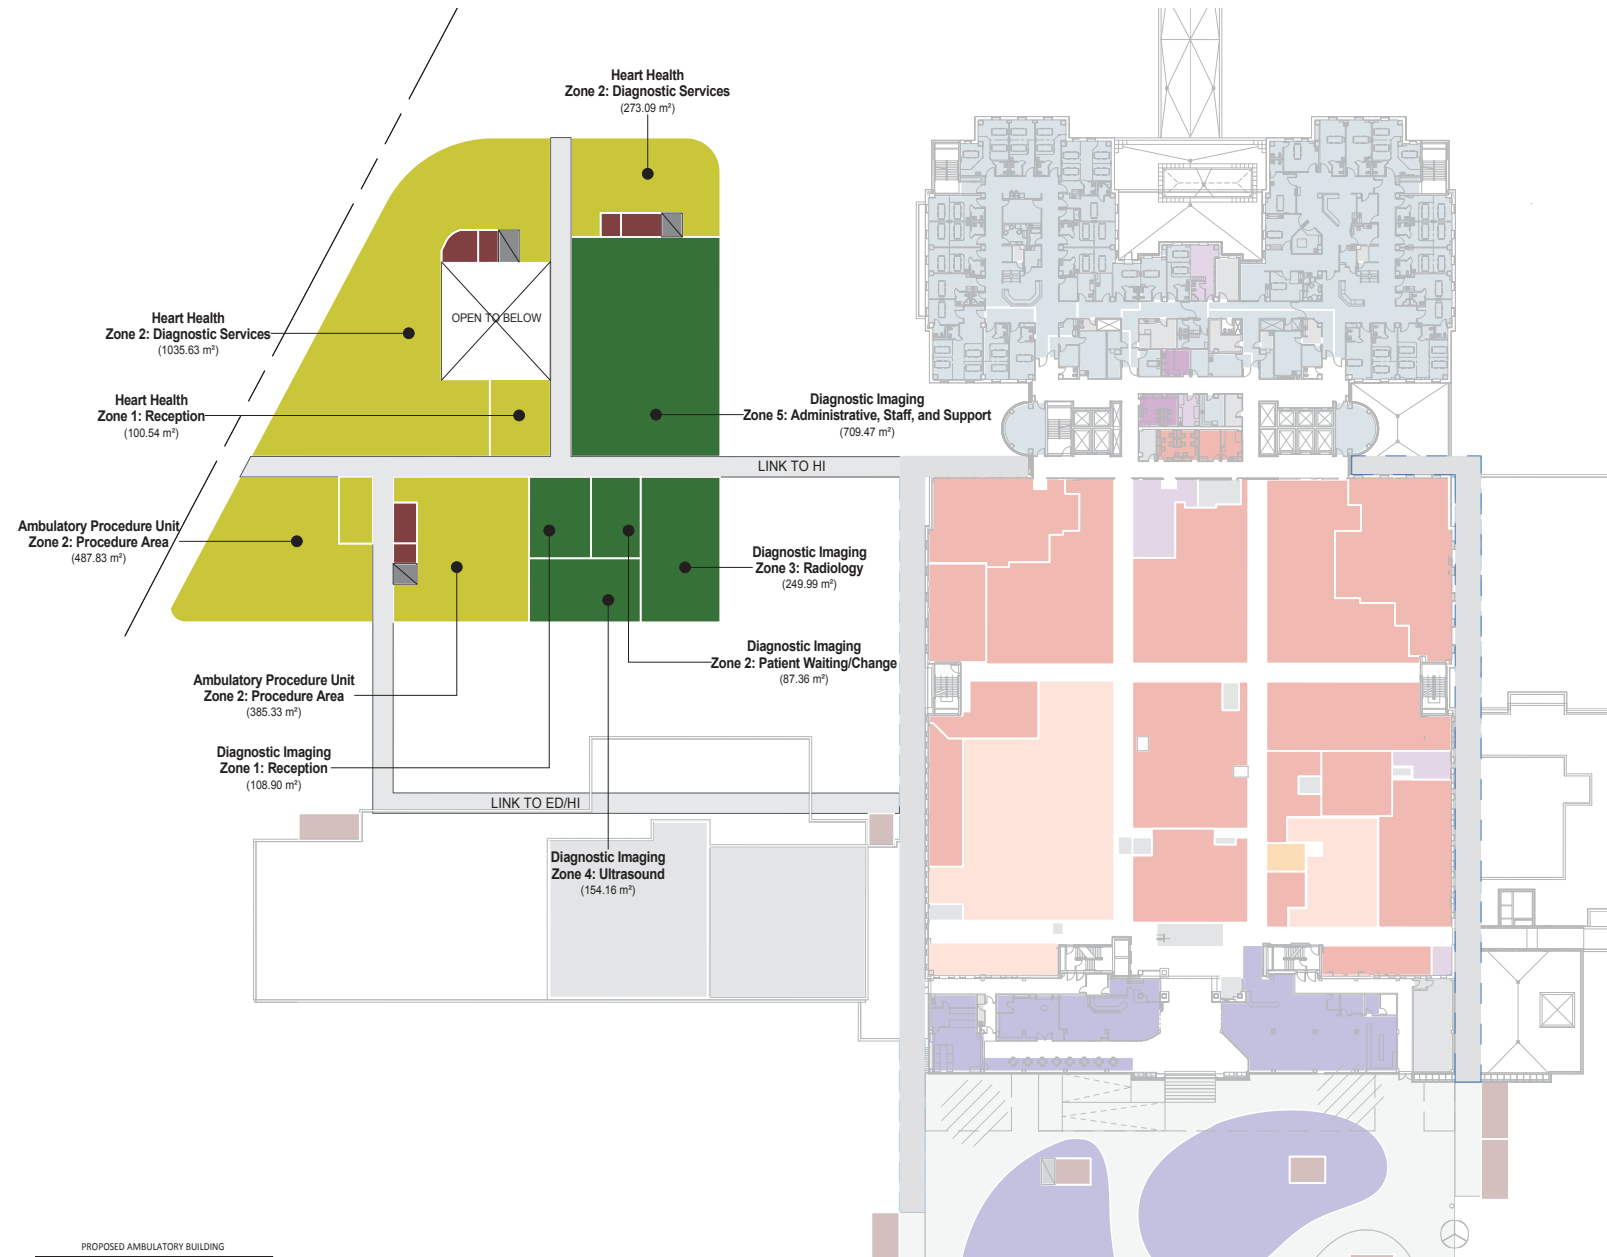 Heart Health
Zone 2: Diagnostic Services
(273.09 m²)
OPEN TO BELOW
Heart Health
Zone 2: Diagnostic Services
(1035.63 m²)
Heart Health
Zone 1: Reception
(100.54 m²)
Diagnostic Imaging
Zone 5: Administrative, Staff, and Support
(709.47 m²)
LINK TO HI
Ambulatory Procedure Unit
Zone 2: Procedure Area
(487.83 m²)
Diagnostic Imaging
Zone 3: Radiology
(249.99 m²)
Diagnostic Imaging
Zone 2: Patient Waiting/Change
(87.36 m²)
Ambulatory Procedure Unit
Zone 2: Procedure Area
(385.33 m²)
Diagnostic Imaging
Zone 1: Reception
(108.90 m²)
LINK TO ED/HI
Diagnostic Imaging
Zone 4: Ultrasound
(154.16 m²)
PROPOSED AMBULATORY BUILDING